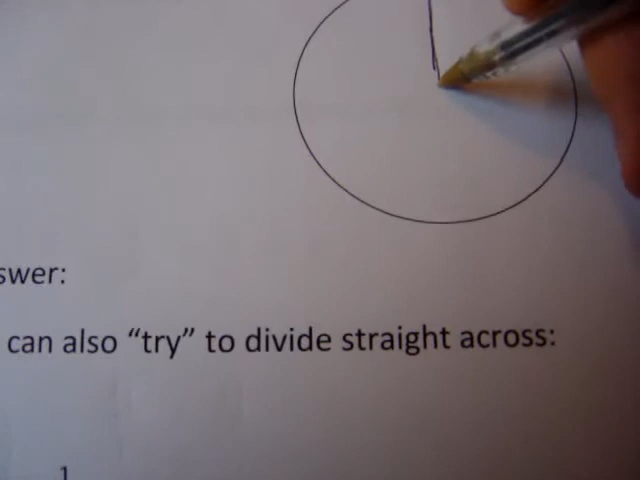 swer:
can also “try” to divide straight across:
1